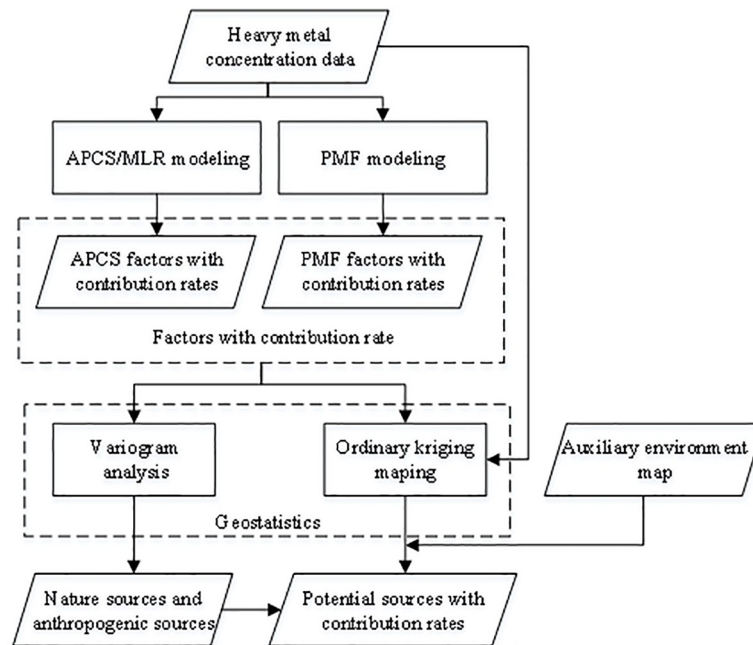 Heavy metal
concentration data
APCS/MLR modeling
PMF modeling
APCS factors with
contribution rates
PMF factors with
contribution rates
Factors with contribution rate
Variogram
analysis
Ordinary kriging
maping
Auxiliary environment
map
Geostatistics
Nature sources and
anthropogenic sources
Potential sources with
contribution rates